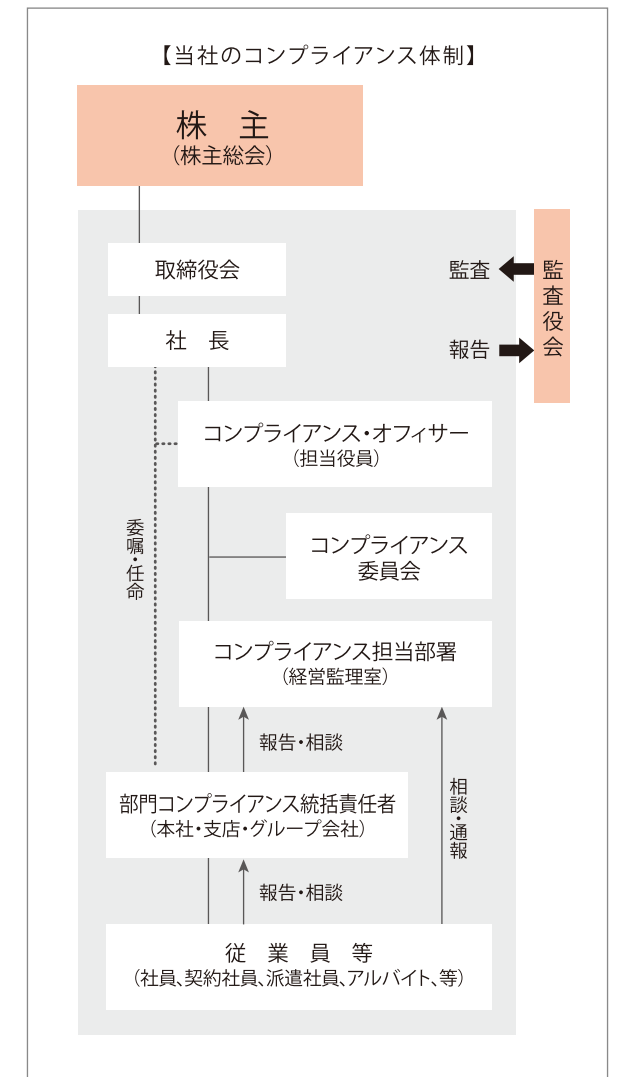 【当社のコンプライアンス体制】
株　主
（株主総会）
取締役会
社　長
監査
報告
監査役会
コンプライアンス・オフィサー
（担当役員）
委嘱・任命
コンプライアンス
委員会
コンプライアンス担当部署
（経営監理室）
報告・相談
相談・通報
部門コンプライアンス統括責任者
（本社・支店・グループ会社）
報告・相談
従　業　員　等
（社員、契約社員、派遣社員、アルバイト、等）